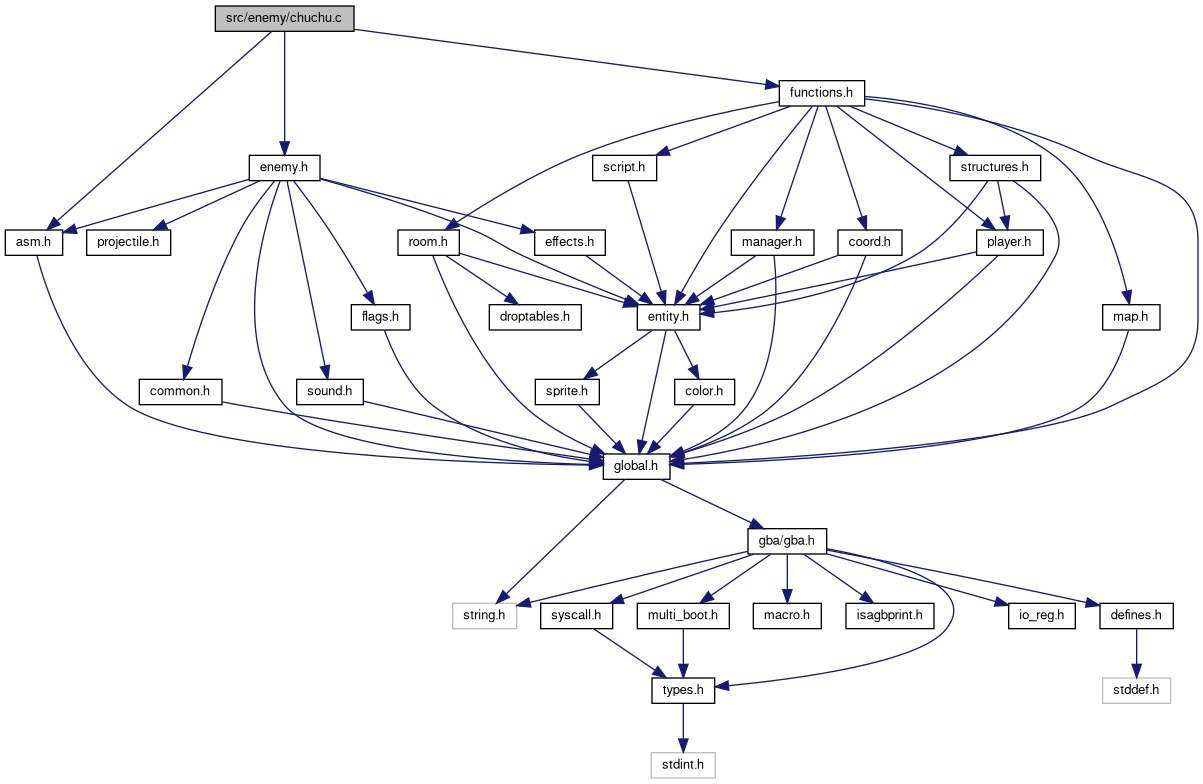 src/enemy/chuchu.c
functions.h
enemy.h
script.h
structures.h
asm.h
projectile.h
room.h
effects.h
manager.h
coord.h
player.h
flags.h
droptables.h
entity.h
map.h
common.h
sound.h
sprite.h
color.h
global.h
gba/gba.h
string.h
syscall.h
multi_boot.h
macro.h
isagbprint.h
io_reg.h
defines.h
types.h
stddef.h
stdint.h